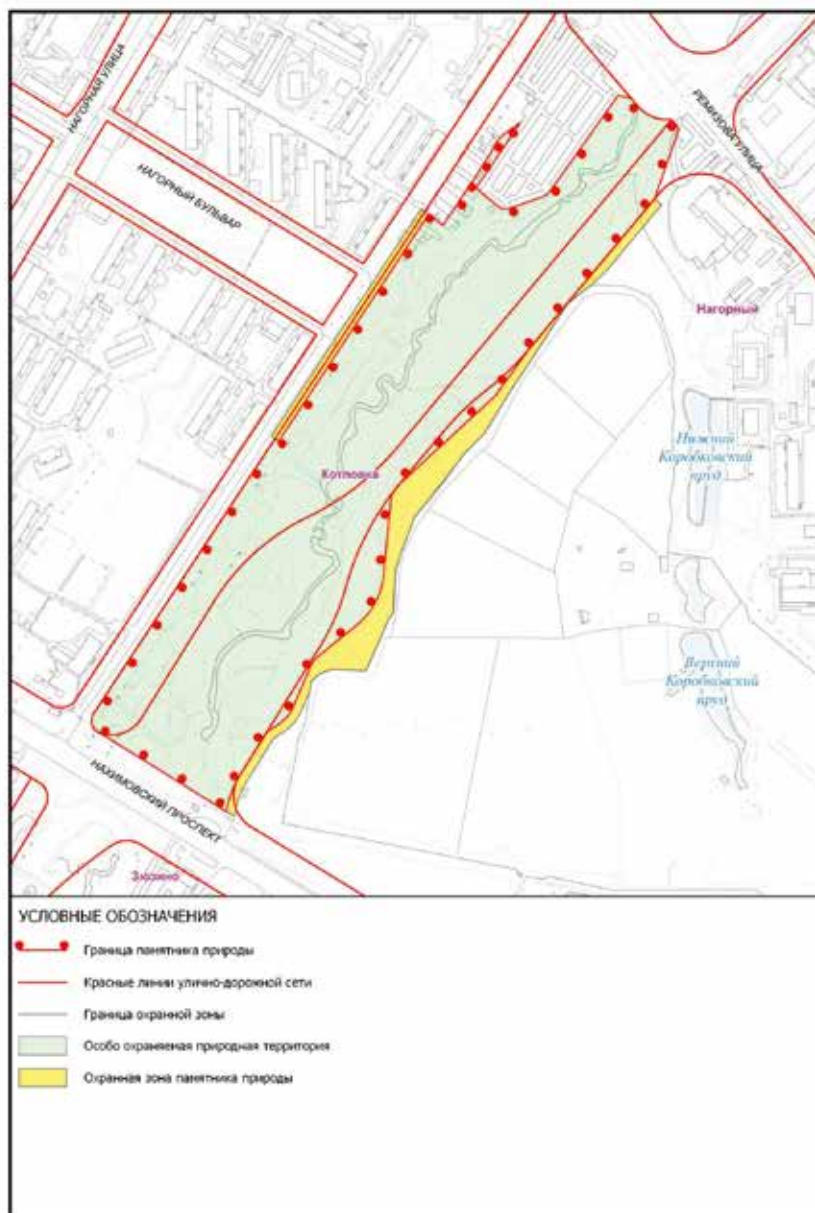 НАГОРНАЯ УЛИЦА
РЕМИЗОВА УЛИЦА
НАГОРНЫЙ БУЛЬВАР
Нагорный
Нижний
Коробковский
пруд
Котловка
Верхний
Коробковский
пруд
НАХИМОВСКИЙ ПРОСПЕКТ
Зюзино
УСЛОВНЫЕ ОБОЗНАЧЕНИЯ
Граница памятника природы
Красные линии улично-дорожной сети
Граница охранной зоны
Особо охраняемая природная территория
Охранная зона памятника природы